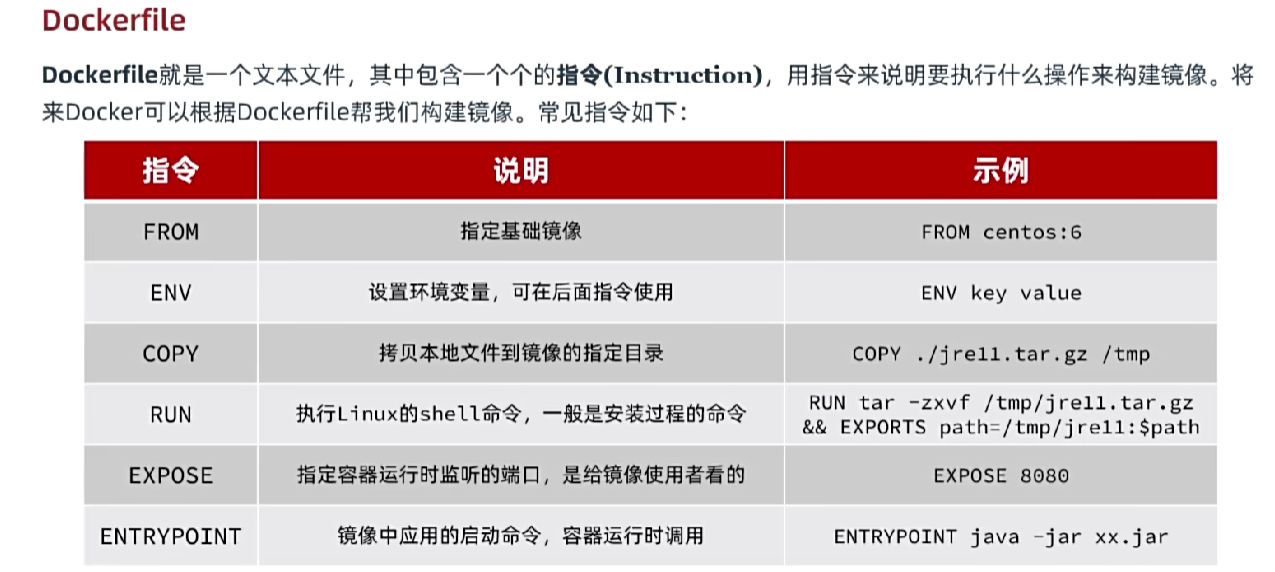 Dockerfile
Dockerfile就是一个文本文件，其中包含一个个的指令(Instruction)，用指令来说明要执行什么操作来构建镜像。将
来Docker可以根据Dockerfile帮我们构建镜像。常见指令如下：
指令 说明 示例
FROM 指定基础镜像 FROM centos:6
ENV 设置环境变量，可在后面指令使用 ENV key value
COPY 拷贝本地文件到镜像的指定目录 COPY ./jre11.tar.gz /tmp
RUN 执行Linux的shell命令，一般是安装过程的命令 RUN tar -zxvf /tmp/jre11.tar.gz
&& EXPORTS path=/tmp/jre11:$path
EXPOSE 指定容器运行时监听的端口，是给镜像使用者看的 EXPOSE 8080
ENTRYPOINT 镜像中应用的启动命令，容器运行时调用 ENTRYPOINT java -jar xx.jar